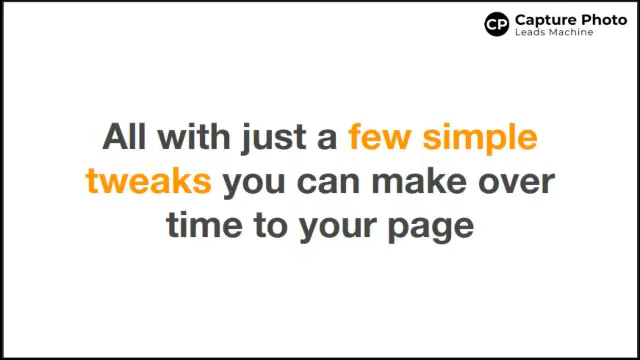 CP
Capture Photo
Leads Machine
All with just a few simple
tweaks you can make over
time to your page